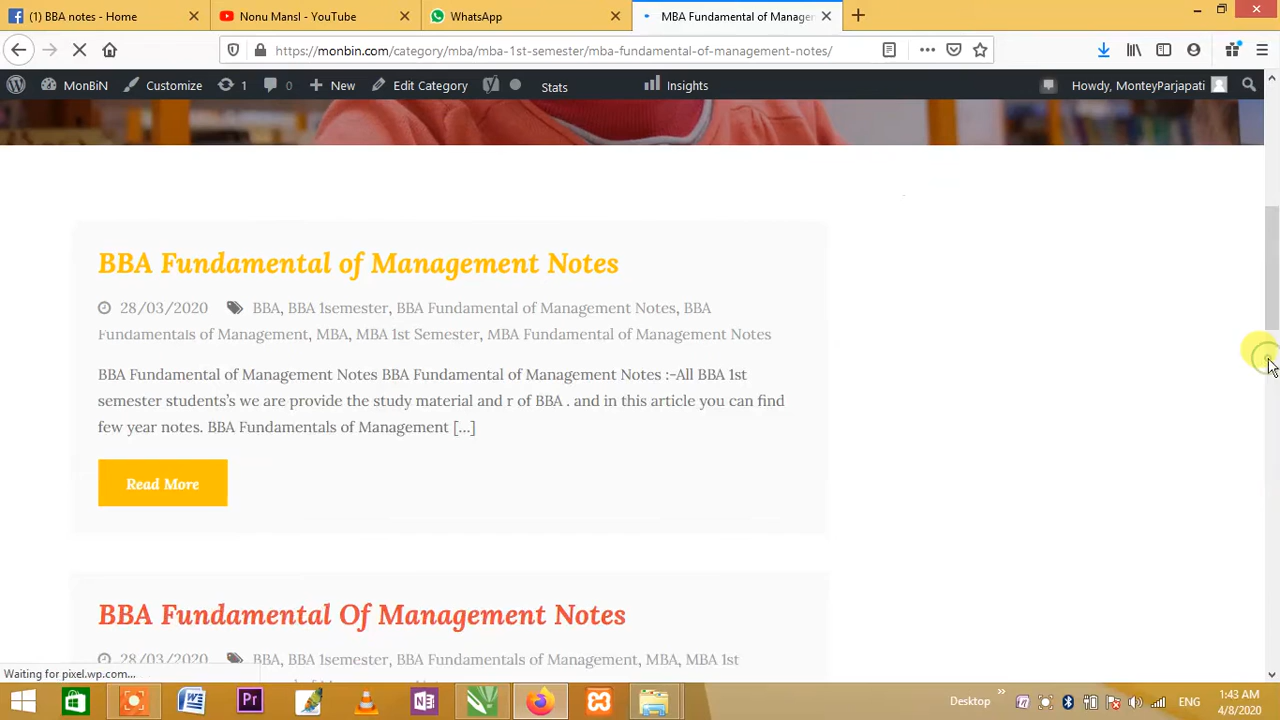 (1) BBA notes - Home
Nonu Mansl - YouTube
WhatsApp
MBA Fundamental of Manager
https://monbin.com/category/mba/mba-1st-semester/mba-fundamental-of-management-notes/
MonBiN Customize 1 0 New Edit Category Stats Insights Howdy, MonteyParjapati
BBA Fundamental of Management Notes
28/03/2020 BBA, BBA 1semester, BBA Fundamental of Management Notes, BBA
Fundamentals of Management, MBA, MBA 1st Semester, MBA Fundamental of Management Notes
BBA Fundamental of Management Notes BBA Fundamental of Management Notes :-All BBA 1st
semester students's we are provide the study material and r of BBA . and in this article you can find
few year notes. BBA Fundamentals of Management [...]
Read More
BBA Fundamental Of Management Notes
28/03/2020 BBA, BBA 1semester, BBA Fundamentals of Management, MBA, MBA 1st
Waiting for pixel.wp.com...
Desktop ENG 1:43 AM
4/8/2020